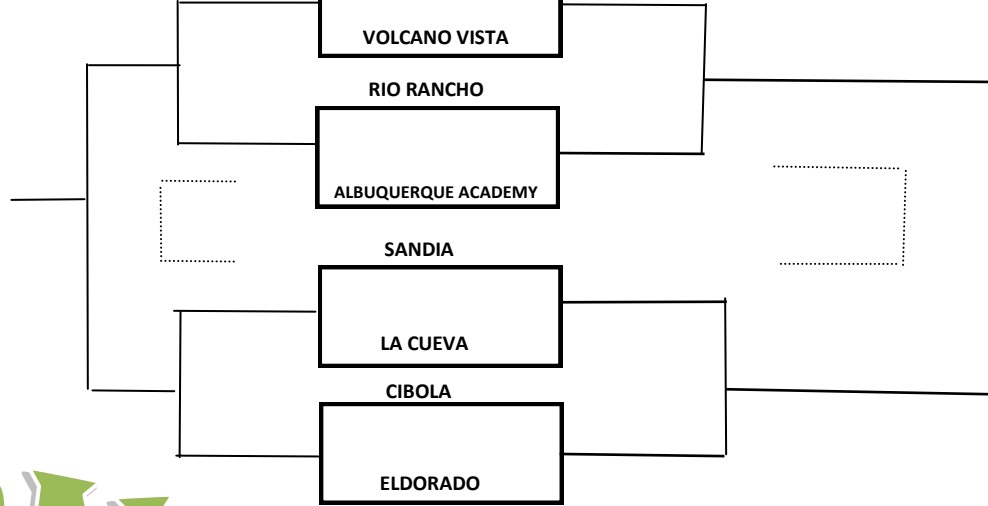 VOLCANO VISTA
RIO RANCHO
ALBUQUERQUE ACADEMY
SANDIA
LA CUEVA
CIBOLA
ELDORADO